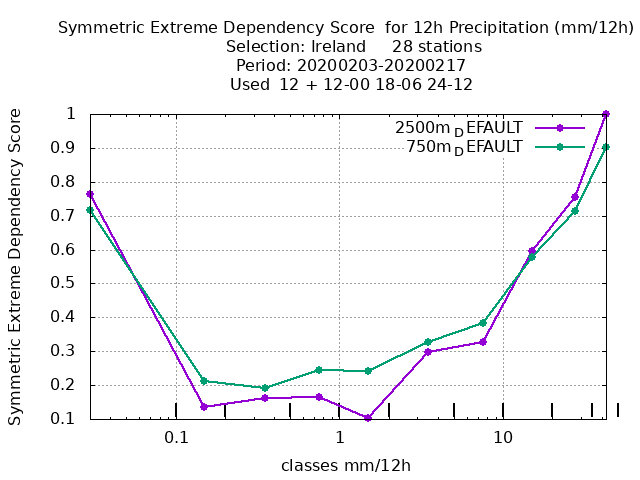 Symmetric Extreme Dependency Score  for 12h Precipitation (mm/12h)
Selection: Ireland     28 stations
Period: 20200203-20200217
Used  12 + 12-00 18-06 24-12
Symmetric Extreme Dependency Score
1
0.9
0.8
0.7
0.6
0.5
0.4
0.3
0.2
0.1
2500m_DEFAULT
750m_DEFAULT
0.1
1
10
classes mm/12h